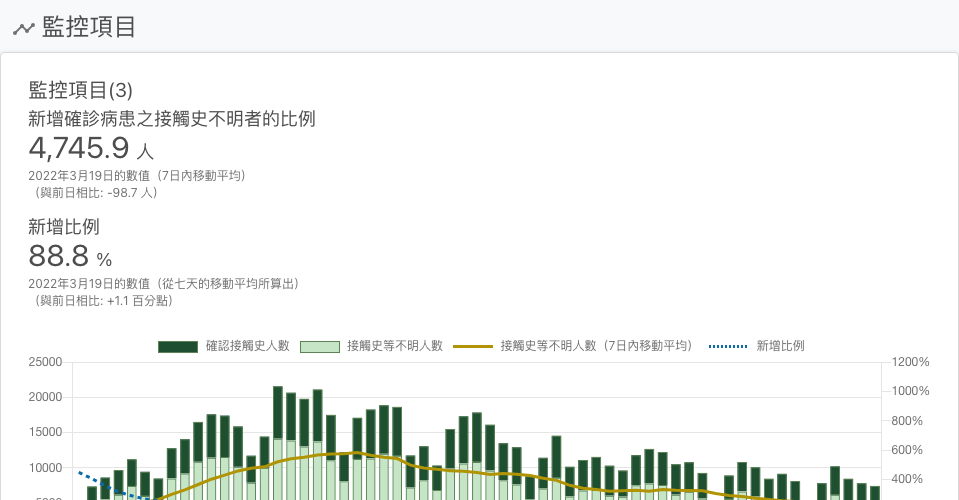 監控項目
監控項目(3)
新增確診病患之接觸史不明者的比例
4,745.9 人
2022年3月19日的數值（7日內移動平均）
（與前日相比: -98.7 人）
新增比例
88.8 %
2022年3月19日的數值（從七天的移動平均所算出）
（與前日相比: +1.1 百分點）
確認接觸史人數 接觸史等不明人數 接觸史等不明人數（7日內移動平均） 新增比例
25000 1200%
1000%
20000
800%
15000
600%
10000
400%
5000